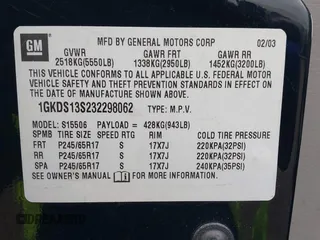 GM
MFD BY GENERAL MOTORS CORP 02/03
GVWR GAWR FRT GAWR RR
2518KG(5550LB) 1338KG(2950LB) 1452KG(3200LB)
THIS VEHICLE CONFORMS TO ALL APPLICABLE U.S. FEDERAL MOTOR VEHICLE SAFETY AND THEFT PREVENTION STANDARDS IN EFFECT ON THE DATE OF MANUFACTURE SHOWN ABOVE.
1GKDS13S232298062 TYPE: M.P.V.
MODEL: S15506 PAYLOAD = 428KG(943LB)
SPMB TIRE SIZE SPEED RTG RIM COLD TIRE PRESSURE
FRT P245/65R17 S 17X7J 220KPA(32PSI)
RR P245/65R17 S 17X7J 220KPA(32PSI)
SPA P245/65R17 S 17X7J 240KPA(35PSI)
SEE OWNER'S MANUAL FOR ADDITIONAL INFORMATION